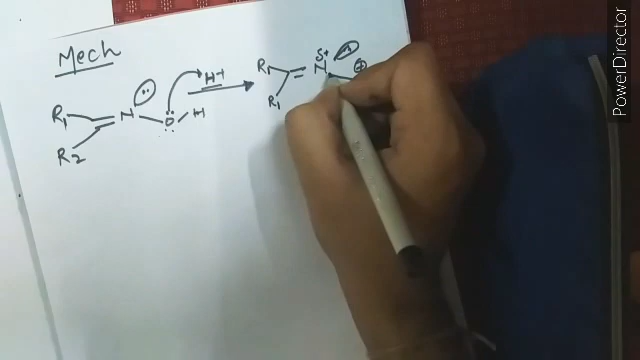 Mech
R1 = N — O — H
R2
H+
R1 = N δ+ ⊕
R1
PowerDirector